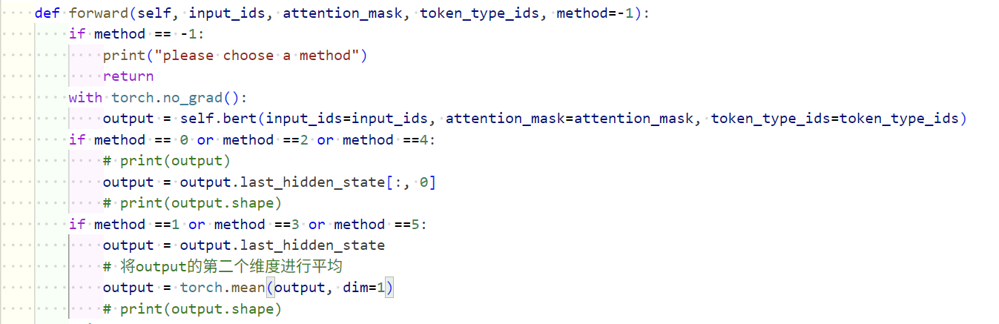 def forward(self, input_ids, attention_mask, token_type_ids, method=-1):
if method == -1:
print("please choose a method")
return
with torch.no_grad():
output = self.bert(input_ids=input_ids, attention_mask=attention_mask, token_type_ids=token_type_ids)
if method == 0 or method ==2 or method ==4:
# print(output)
output = output.last_hidden_state[:, 0]
# print(output.shape)
if method ==1 or method ==3 or method ==5:
output = output.last_hidden_state
# 将output的第二个维度进行平均
output = torch.mean(output, dim=1)
# print(output.shape)